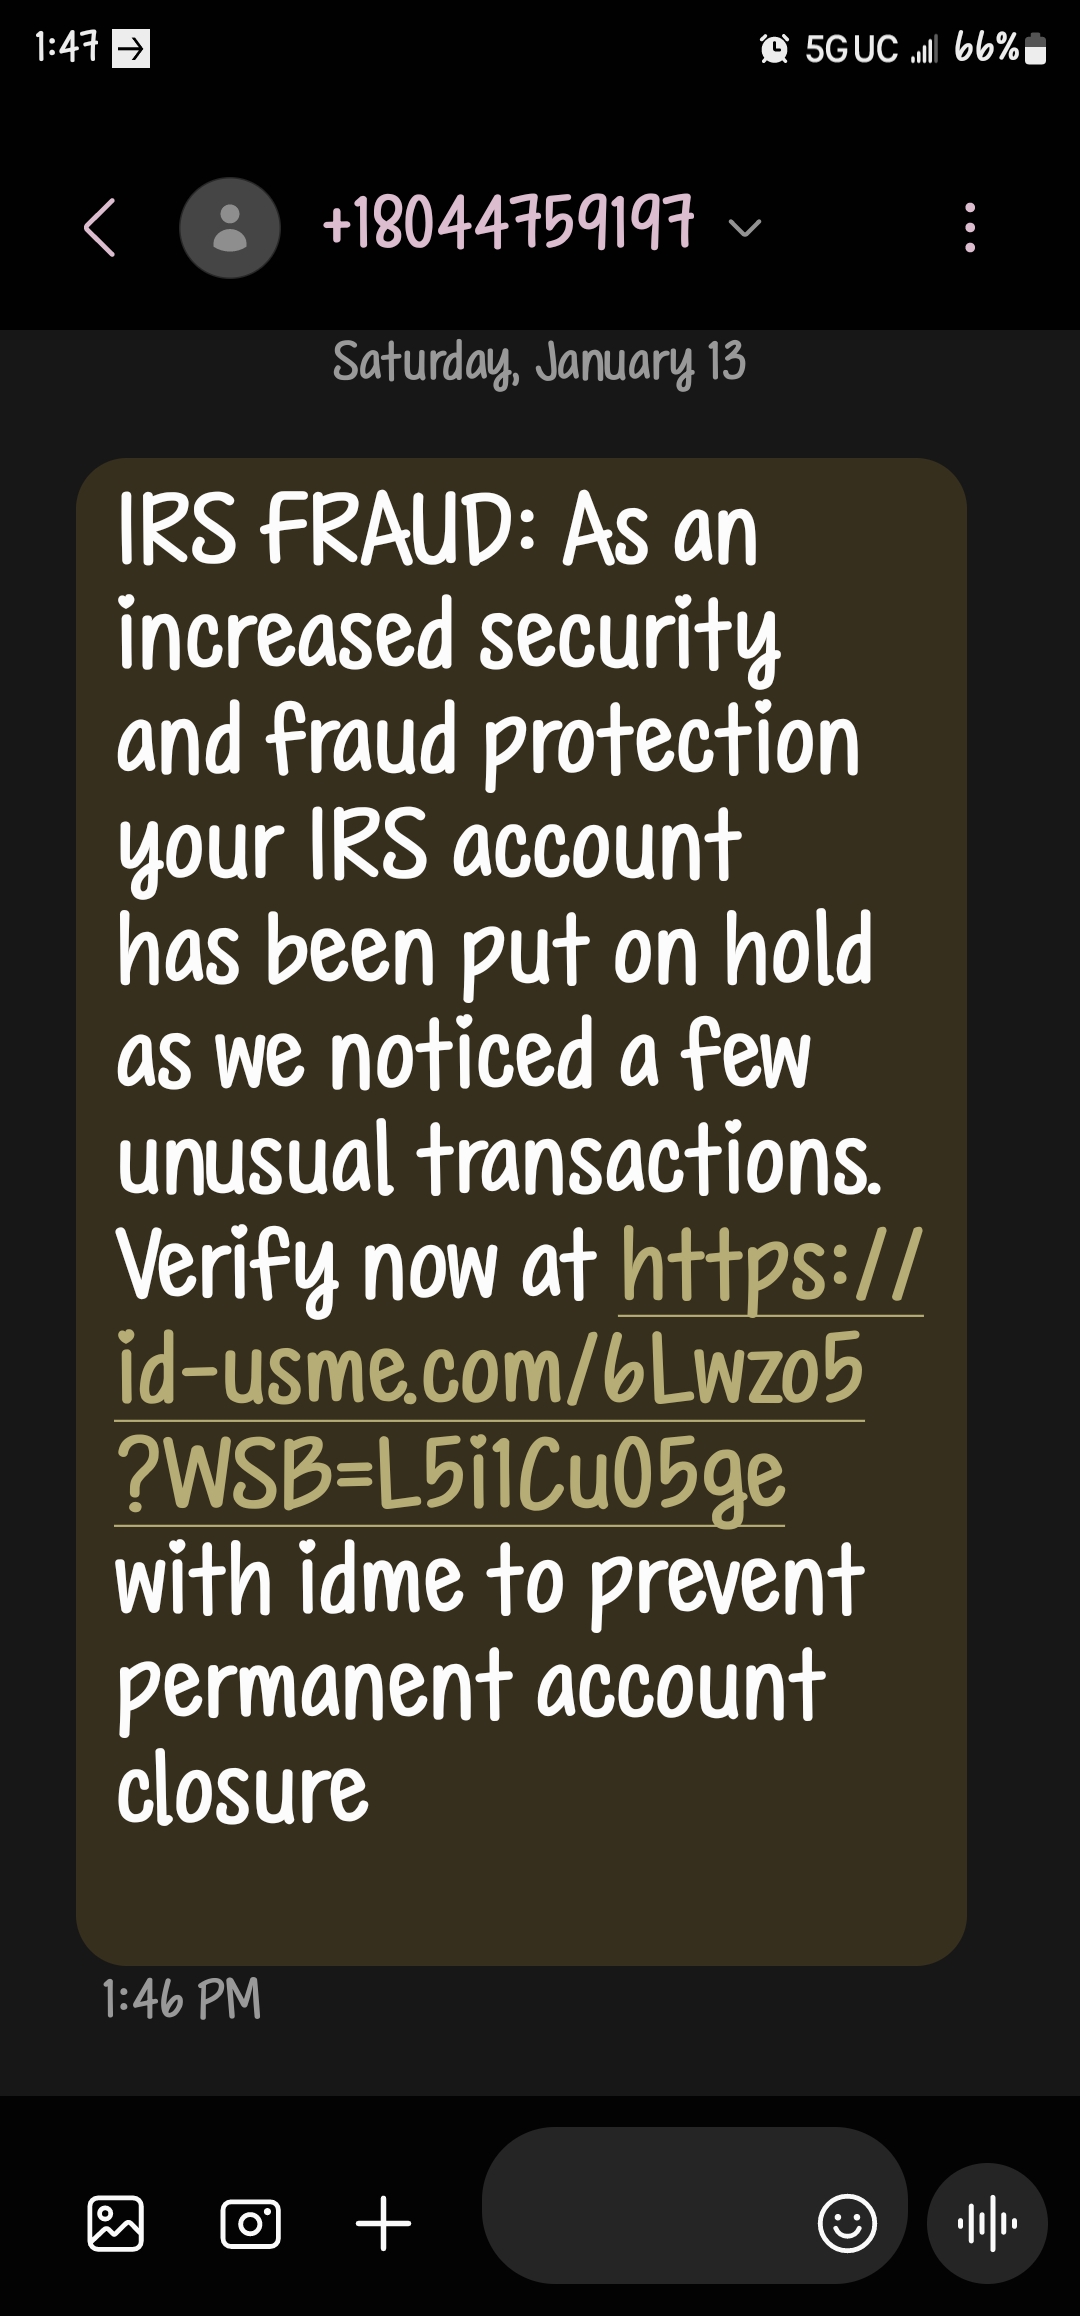 1:47
5G UC 66%
+18044759197
Saturday, January 13
IRS FRAUD: As an
increased security
and fraud protection
your IRS account
has been put on hold
as we noticed a few
unusual transactions.
Verify now at https://
id-usme.com/6Lwzo5
?WSB=L5i1Cu05ge
with idme to prevent
permanent account
closure
1:46 PM